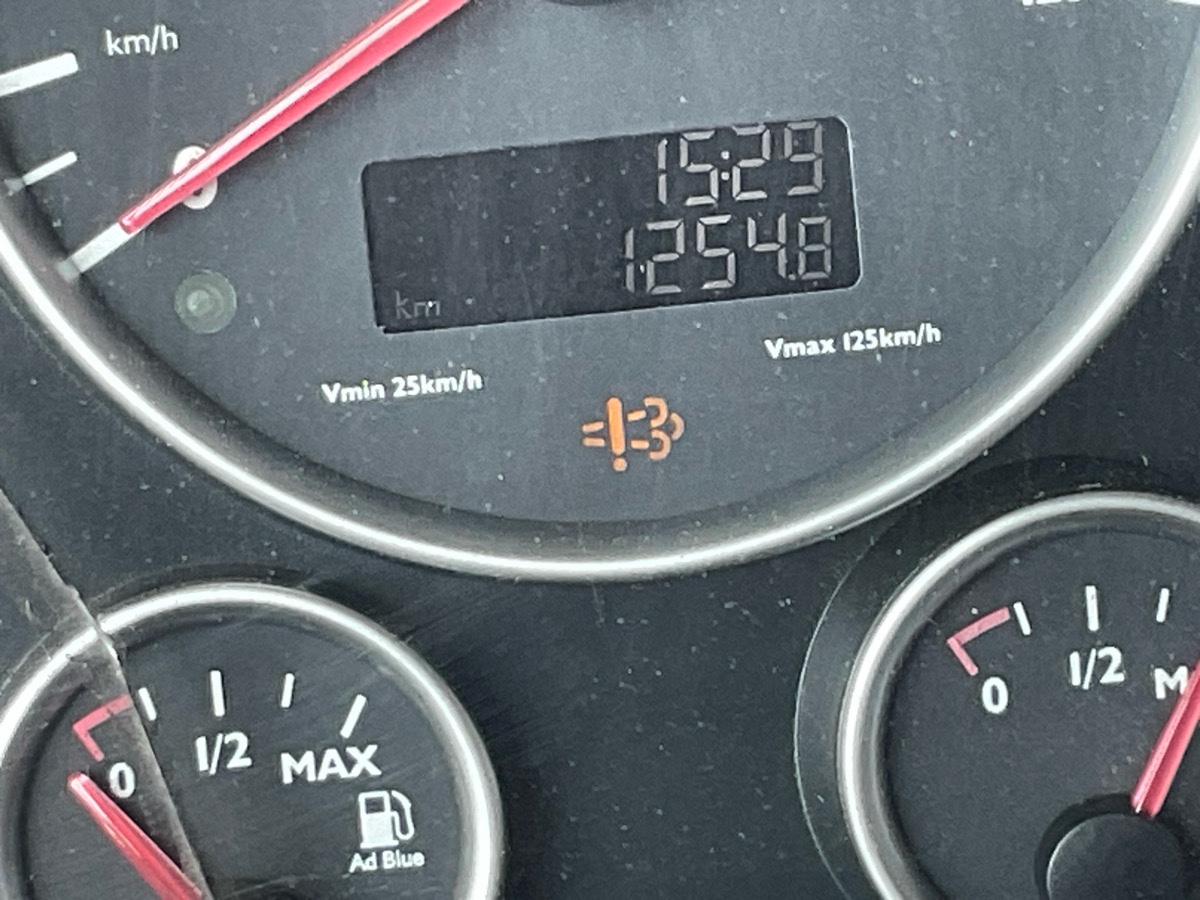 km/h
0
15:29
1254.8
km
Vmin 25km/h
Vmax 125km/h
0
1/2
MAX
Ad Blue
0
1/2